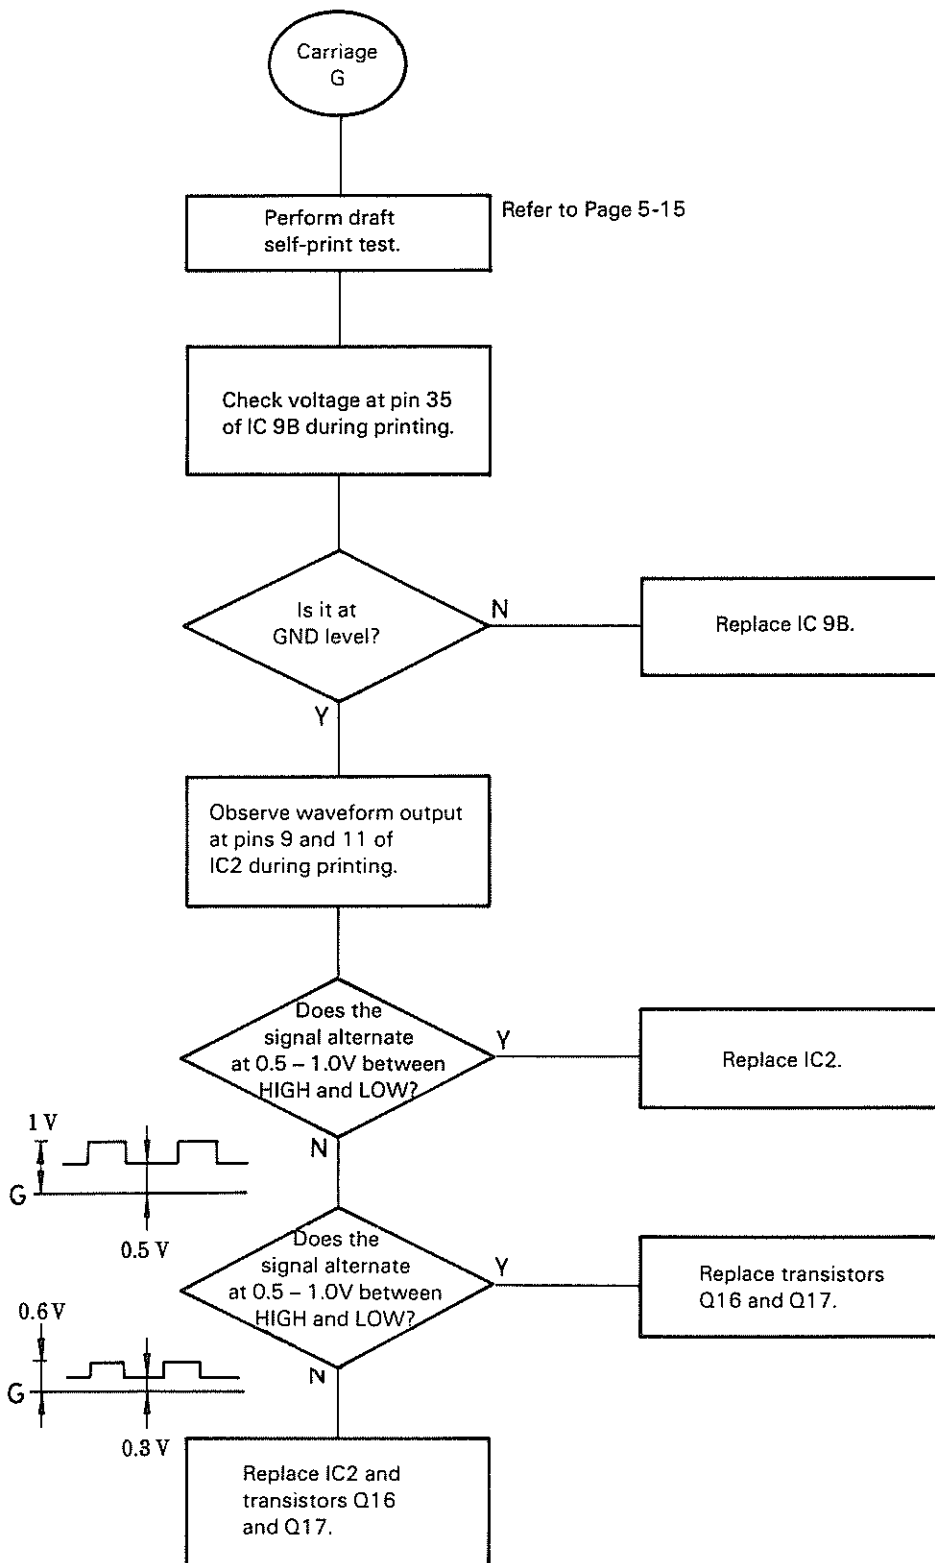 Carriage
G
Perform draft
self-print test.
Refer to Page 5-15
Check voltage at pin 35
of IC 9B during printing.
Is it at
GND level?
N
Replace IC 9B.
Y
Observe waveform output
at pins 9 and 11 of
IC2 during printing.
Does the
signal alternate
at 0.5 – 1.0V between
HIGH and LOW?
Y
Replace IC2.
N
1 V
G
0.5 V
Does the
signal alternate
at 0.5 – 1.0V between
HIGH and LOW?
Y
Replace transistors
Q16 and Q17.
N
0.6 V
G
0.3 V
Replace IC2 and
transistors Q16
and Q17.